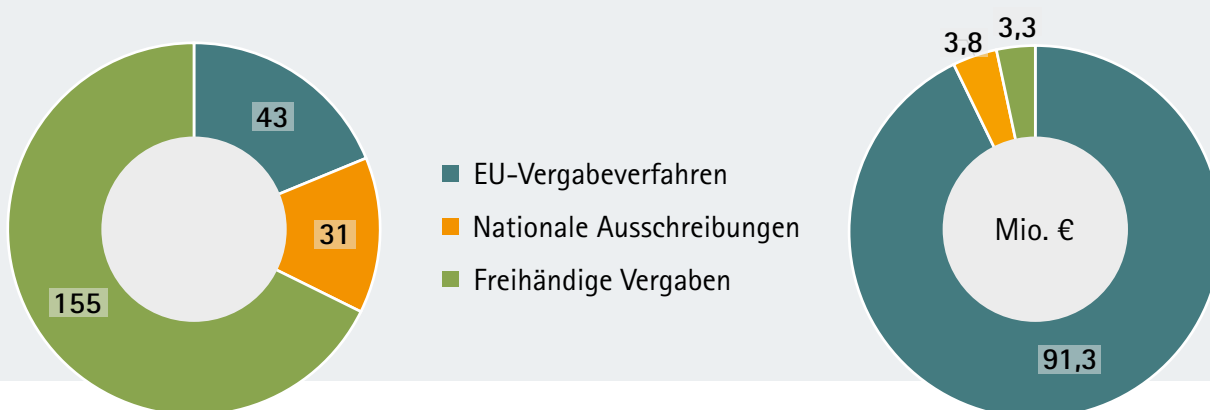 43
31
155
EU-Vergabeverfahren
Nationale Ausschreibungen
Freihändige Vergaben
3,8
3,3
Mio. €
91,3